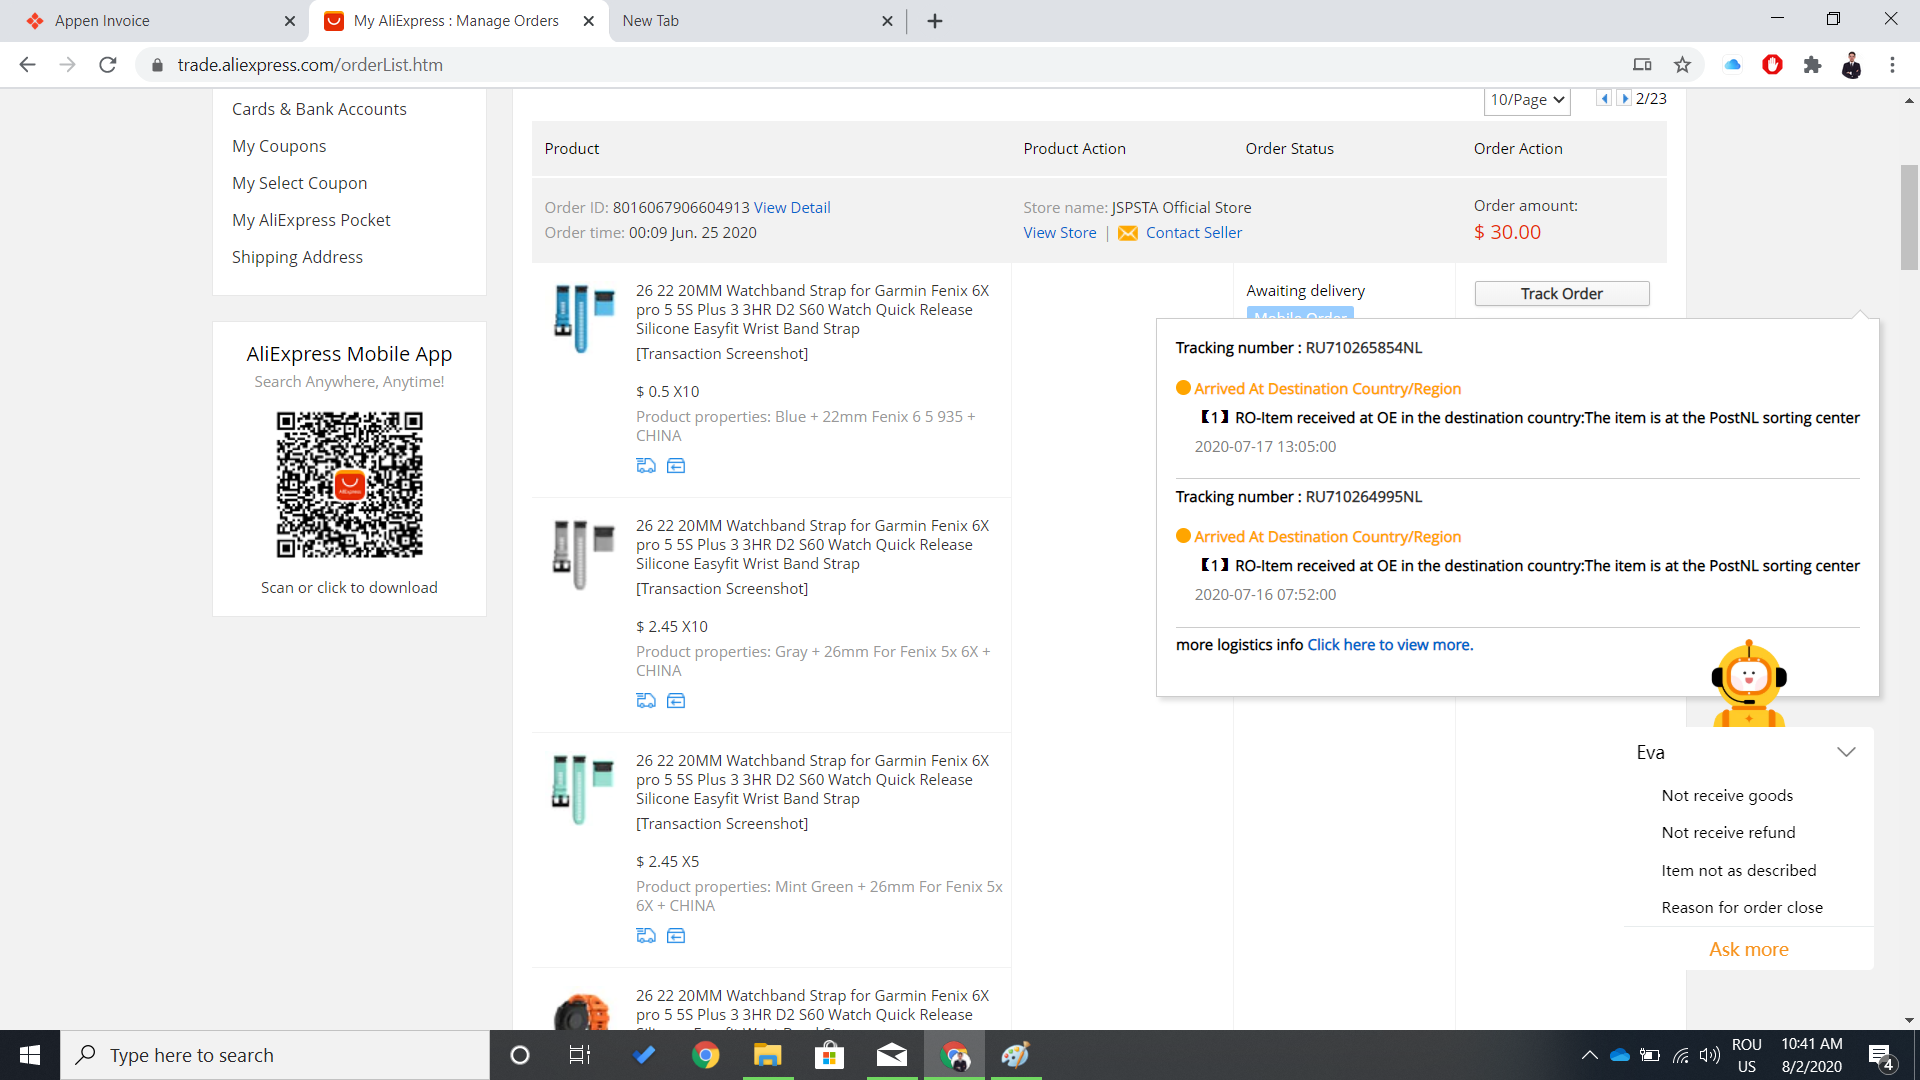 Appen Invoice
My AliExpress : Manage Orders
New Tab
trade.aliexpress.com/orderList.htm
Cards & Bank Accounts
My Coupons
My Select Coupon
My AliExpress Pocket
Shipping Address
AliExpress Mobile App
Search Anywhere, Anytime!
AliExpress
Scan or click to download
10/Page
2/23
Product
Product Action
Order Status
Order Action
Order ID: 8016067906604913 View Detail
Order time: 00:09 Jun. 25 2020
Store name: JSPSTA Official Store
View Store | Contact Seller
Order amount:
$ 30.00
26 22 20MM Watchband Strap for Garmin Fenix 6X
pro 5 5S Plus 3 3HR D2 S60 Watch Quick Release
Silicone Easyfit Wrist Band Strap
[Transaction Screenshot]
$ 0.5 X10
Product properties: Blue + 22mm Fenix 6 5 935 +
CHINA
Awaiting delivery
Mobile Order
Track Order
Tracking number : RU710265854NL
Arrived At Destination Country/Region
【1】 RO-Item received at OE in the destination country:The item is at the PostNL sorting center
2020-07-17 13:05:00
Tracking number : RU710264995NL
Arrived At Destination Country/Region
【1】 RO-Item received at OE in the destination country:The item is at the PostNL sorting center
2020-07-16 07:52:00
more logistics info Click here to view more.
26 22 20MM Watchband Strap for Garmin Fenix 6X
pro 5 5S Plus 3 3HR D2 S60 Watch Quick Release
Silicone Easyfit Wrist Band Strap
[Transaction Screenshot]
$ 2.45 X10
Product properties: Gray + 26mm For Fenix 5x 6X +
CHINA
26 22 20MM Watchband Strap for Garmin Fenix 6X
pro 5 5S Plus 3 3HR D2 S60 Watch Quick Release
Silicone Easyfit Wrist Band Strap
[Transaction Screenshot]
$ 2.45 X5
Product properties: Mint Green + 26mm For Fenix 5x
6X + CHINA
26 22 20MM Watchband Strap for Garmin Fenix 6X
pro 5 5S Plus 3 3HR D2 S60 Watch Quick Release
Silicone Easyfit Wrist Band Strap
Eva
Not receive goods
Not receive refund
Item not as described
Reason for order close
Ask more
Type here to search
ROU
US
10:41 AM
8/2/2020
4